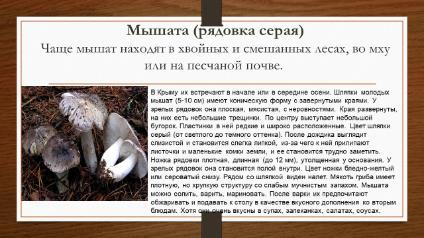 Мышата (рядовка серая)
Чаще мышат находят в хвойных и смешанных лесах, во мху
или на песчаной почве.
В Крыму их встречают в начале или в середине осени. Шляпки молодых
мышат (5-10 см) имеют коническую форму с завернутыми краями. У
зрелых рядовок она плоская, мясистая, с неровностями. Края развернуты,
на них есть небольшие трещинки. По центру выступает небольшой
бугорок. Пластинки в ней редкие и широко расположенные. Цвет шляпки
серый (от светлого до темного оттенка). После дождика выглядит
слизистой и становится слегка липкой, из-за чего к ней прилипают
листочки и маленькие комки земли, и ее становится трудно заметить.
Ножка рядовки плотная, длинная (до 12 см), утолщенная у основания. У
зрелых рядовок она становится полой внутри. Цвет ножки бледно-желтый
или сероватый снизу. Рядом со шляпкой виден налет. Мякоть гриба имеет
плотную, но хрупкую структуру со слабым мучнистым запахом. Мышата
можно солить, варить, мариновать. После варки их предпочитают
обжаривать и подавать к столу в качестве вкусного дополнения ко вторым
блюдам. Хотя они очень вкусны в супах, запеканках, салатах, соусах.